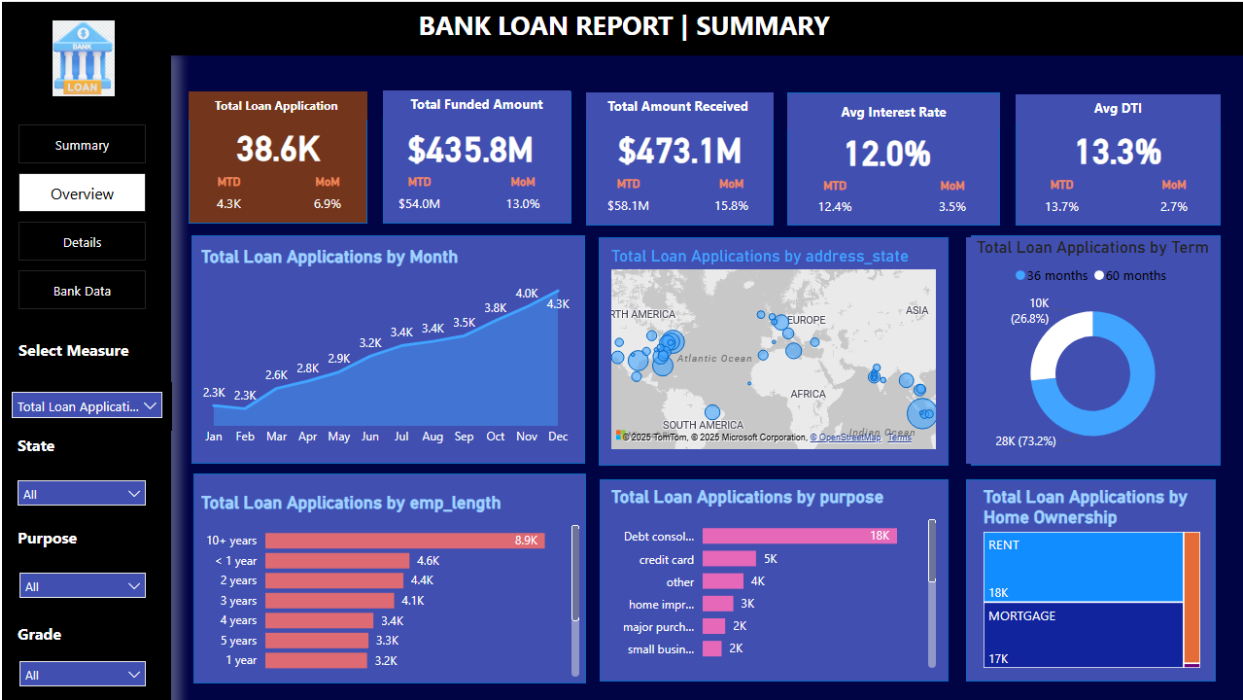 BANK LOAN REPORT | SUMMARY
BANK
LOAN
Summary
Overview
Details
Bank Data
Select Measure
Total Loan Applicati...
State
All
Purpose
All
Grade
All
Total Loan Application
38.6K
MTD MoM
4.3K 6.9%
Total Funded Amount
$435.8M
MTD MoM
$54.0M 13.0%
Total Amount Received
$473.1M
MTD MoM
$58.1M 15.8%
Avg Interest Rate
12.0%
MTD MoM
12.4% 3.5%
Avg DTI
13.3%
MTD MoM
13.7% 2.7%
Total Loan Applications by Month
2.3K 2.3K 2.6K 2.8K 2.9K 3.2K 3.4K 3.4K 3.5K 3.8K 4.0K 4.3K
Jan Feb Mar Apr May Jun Jul Aug Sep Oct Nov Dec
Total Loan Applications by address_state
RTH AMERICA
EUROPE
ASIA
Atlantic Ocean
AFRICA
SOUTH AMERICA
Indian Ocean
© 2025 TomTom, © 2025 Microsoft Corporation, © OpenStreetMap Terms
Total Loan Applications by Term
36 months 60 months
10K
(26.8%)
28K (73.2%)
Total Loan Applications by emp_length
10+ years 8.9K
< 1 year 4.6K
2 years 4.4K
3 years 4.1K
4 years 3.4K
5 years 3.3K
1 year 3.2K
Total Loan Applications by purpose
Debt consol... 18K
credit card 5K
other 4K
home impr... 3K
major purch... 2K
small busin... 2K
Total Loan Applications by
Home Ownership
RENT
18K
MORTGAGE
17K